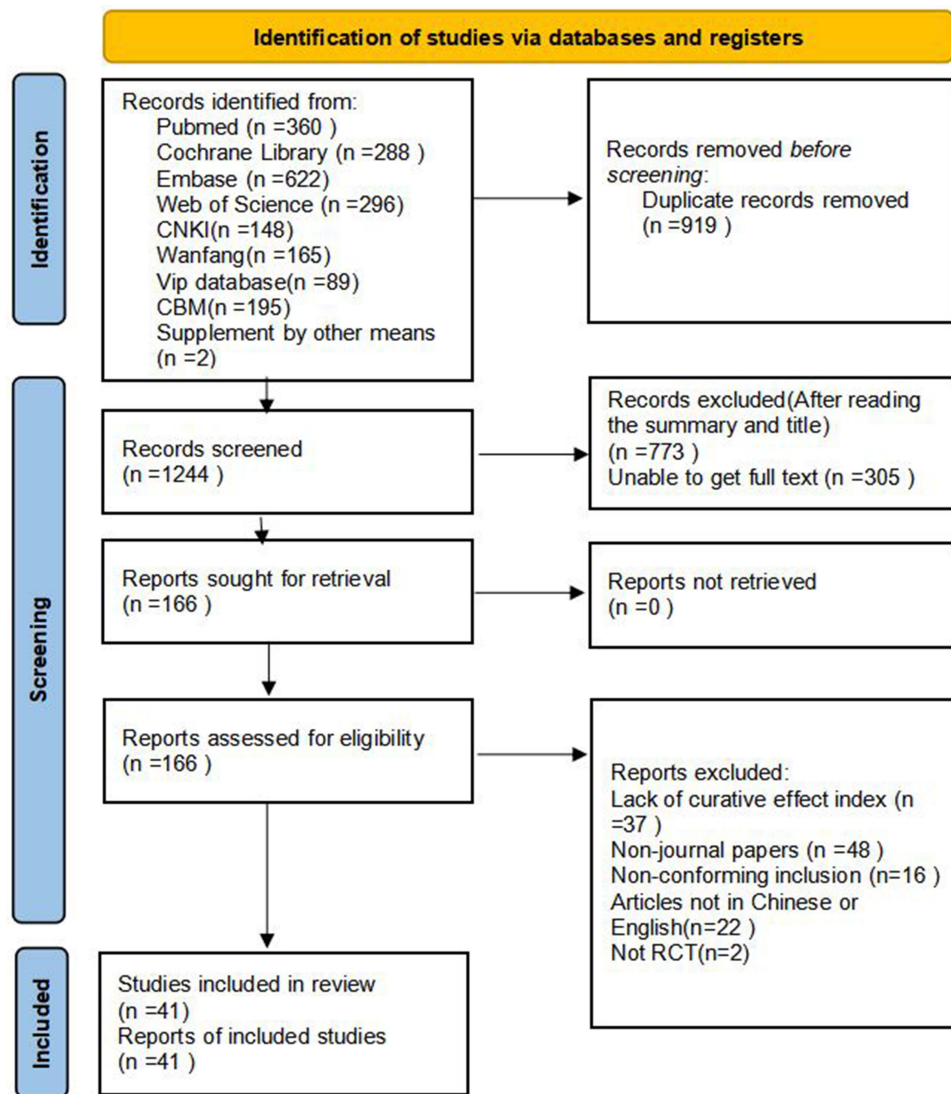 Identification of studies via databases and registers
Identification
Records identified from:
Pubmed (n =360 )
Cochrane Library (n =288 )
Embase (n =622)
Web of Science (n =296)
CNKI(n =148)
Wanfang(n =165)
Vip database(n =89)
CBM(n =195)
Supplement by other means
(n =2)
Records removed before
screening:
Duplicate records removed
(n =919 )
Screening
Records screened
(n =1244 )
Records excluded(After reading
the summary and title)
(n =773 )
Unable to get full text (n =305 )
Reports sought for retrieval
(n =166 )
Reports not retrieved
(n =0 )
Reports assessed for eligibility
(n =166 )
Reports excluded:
Lack of curative effect index (n
=37 )
Non-journal papers (n =48 )
Non-conforming inclusion (n=16 )
Articles not in Chinese or
English(n=22 )
Not RCT(n=2)
Included
Studies included in review
(n =41)
Reports of included studies
(n =41 )